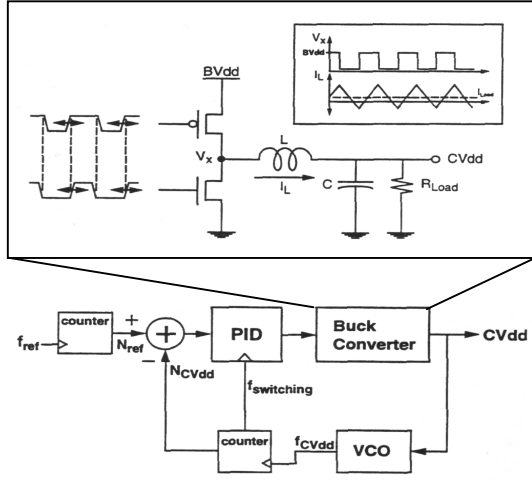 Vx
BVdd
IL
ILoad
BVdd
Vx
L
CVdd
IL
C
RLoad
counter
+
fref
Nref
+
−
NCVdd
PID
Buck
Converter
CVdd
fswitching
counter
fCVdd
VCO